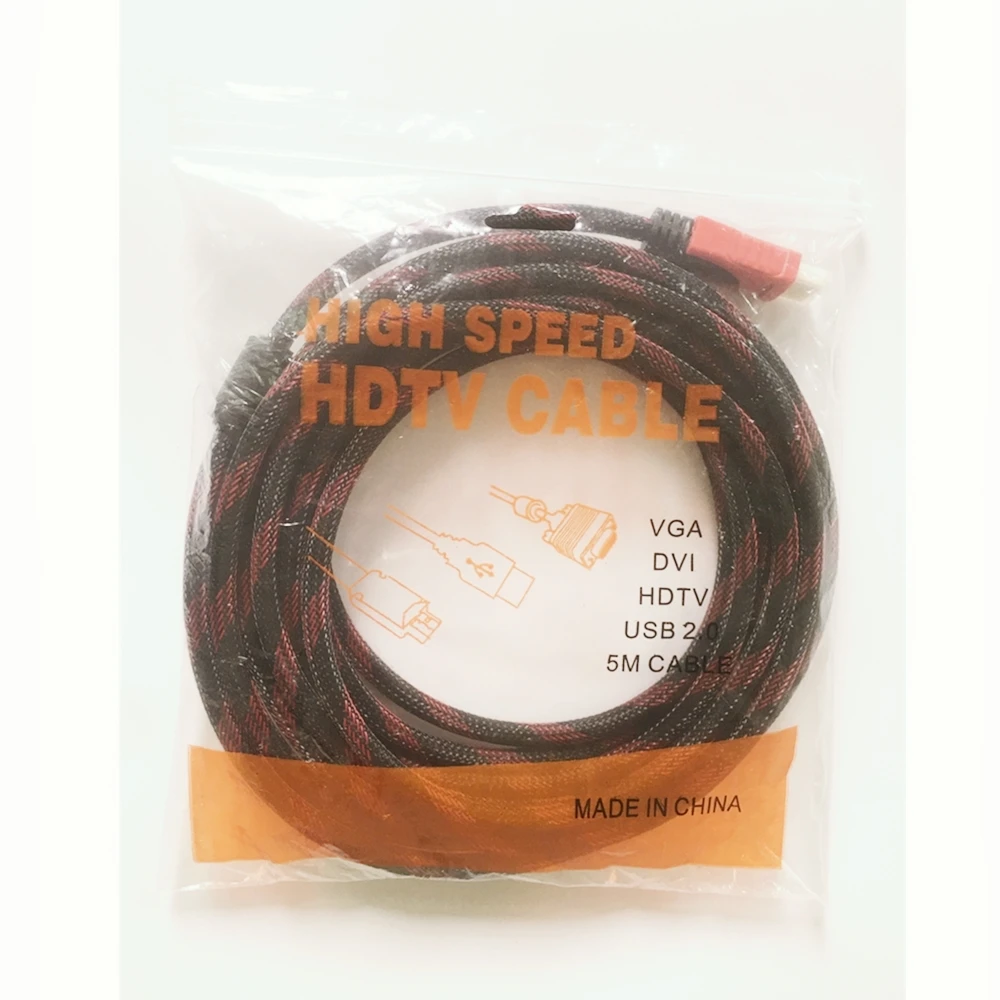 HIGH SPEED
HDTV CABLE
VGA
DVI
HDTV
USB 2.0
5M CABLE
MADE IN CHINA